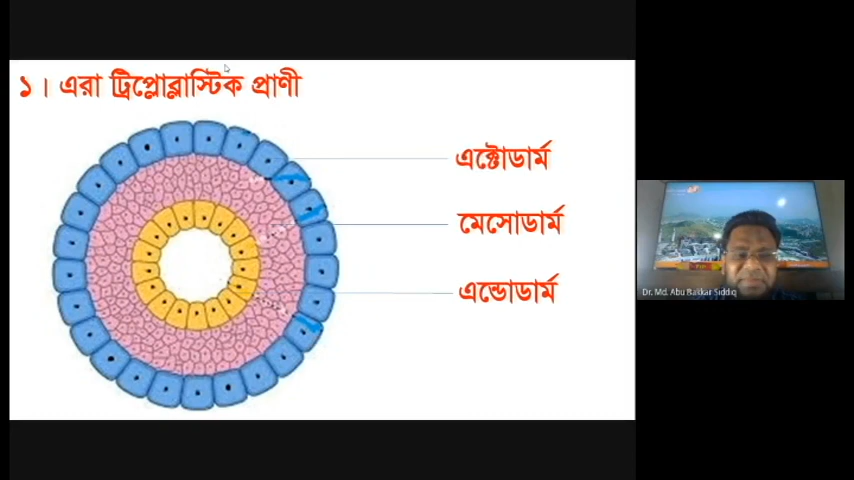 ১। এরা ট্রিপ্লোব্লাস্টিক প্রাণী
এক্টোডার্ম
মেসোডার্ম
এন্ডোডার্ম
Dr. Md. Abu Bakkar Siddiq